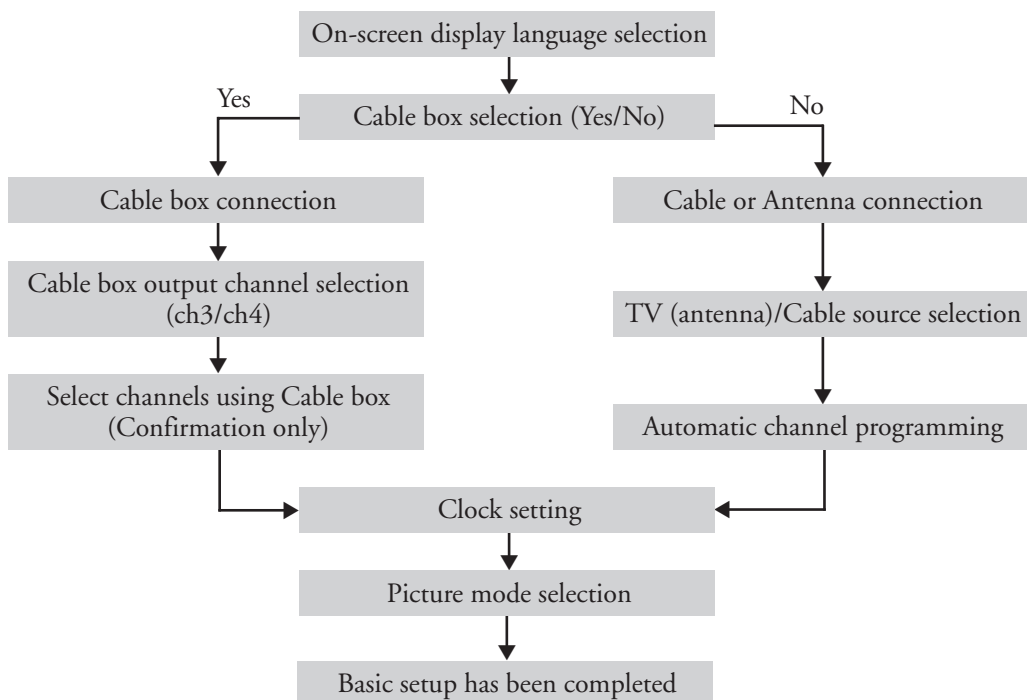 On-screen display language selection
Yes
Cable box selection (Yes/No)
No
Cable box connection
Cable or Antenna connection
Cable box output channel selection
(ch3/ch4)
TV (antenna)/Cable source selection
Select channels using Cable box
(Confirmation only)
Automatic channel programming
Clock setting
Picture mode selection
Basic setup has been completed